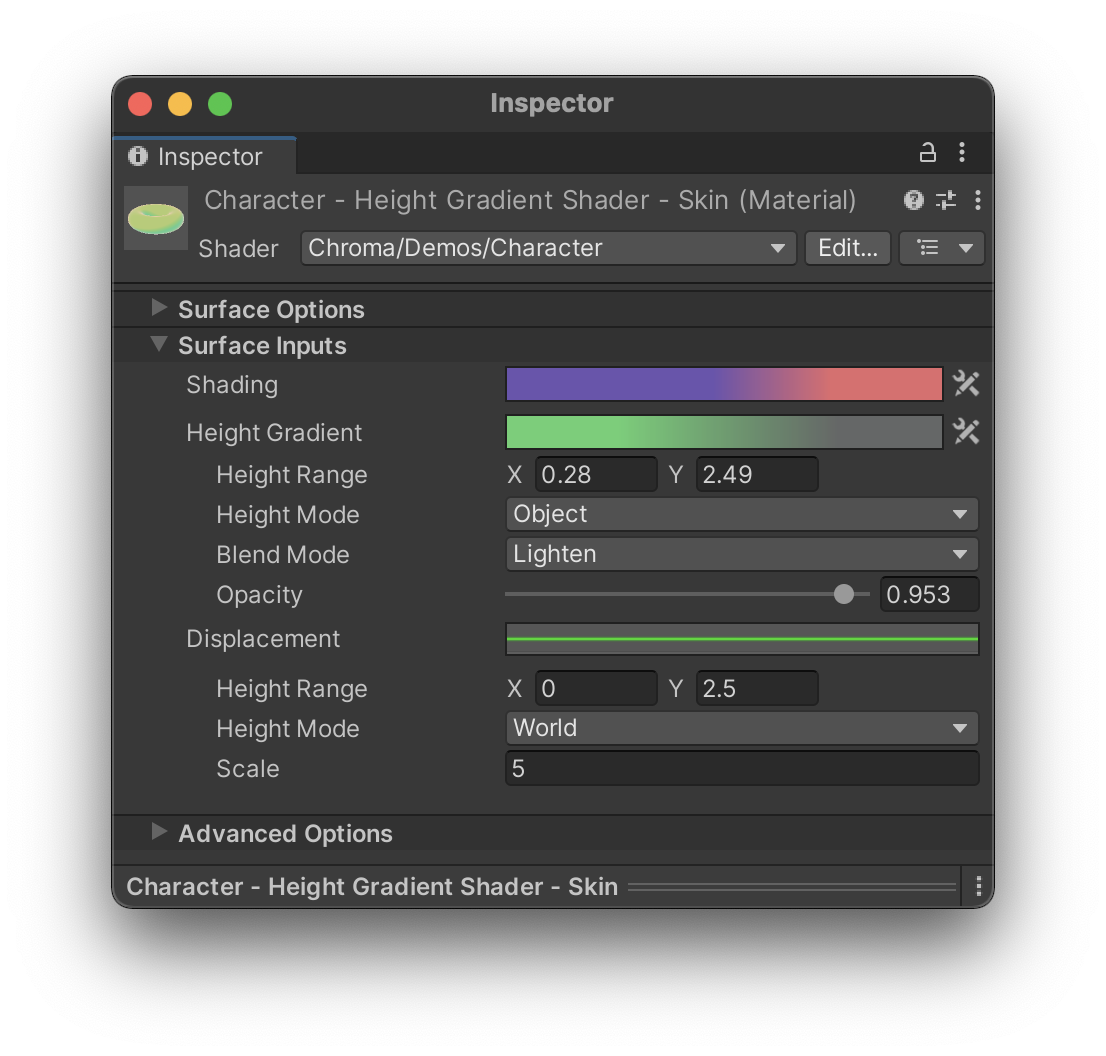 Inspector
Inspector
Character - Height Gradient Shader - Skin (Material)
Shader Chroma/Demos/Character Edit...
Surface Options
Surface Inputs
Shading
Height Gradient
Height Range X 0.28 Y 2.49
Height Mode Object
Blend Mode Lighten
Opacity 0.953
Displacement
Height Range X 0 Y 2.5
Height Mode World
Scale 5
Advanced Options
Character - Height Gradient Shader - Skin